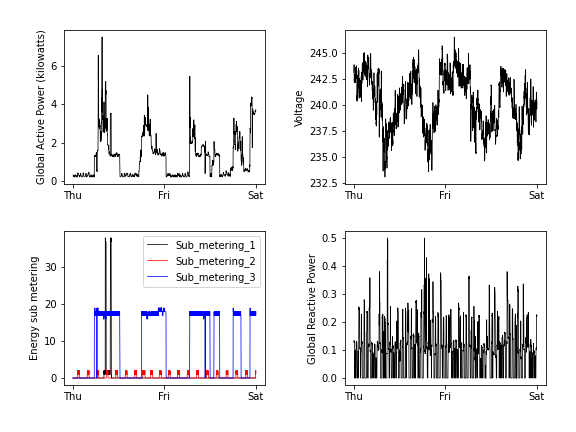 Global Active Power (kilowatts)
6
4
2
0
Thu Fri Sat
Voltage
245.0
242.5
240.0
237.5
235.0
232.5
Thu Fri Sat
Energy sub metering
30
20
10
0
Sub_metering_1
Sub_metering_2
Sub_metering_3
Thu Fri Sat
Global Reactive Power
0.5
0.4
0.3
0.2
0.1
0.0
Thu Fri Sat